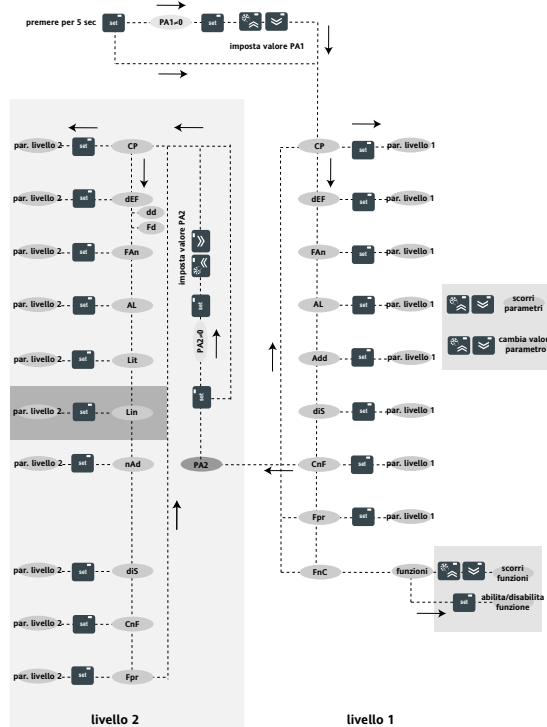 premere per 5 sec set PA1≠0 set
imposta valore PA1
par. livello 2 set CP
CP set par. livello 1
par. livello 2 set dEF
dd
Fd
dEF set par. livello 1
par. livello 2 set FAn
imposta valore PA2
FAn set par. livello 1
par. livello 2 set AL
set
AL set par. livello 1
scorri
parametri
cambia valore
parametro
PA2≠0
par. livello 2 set Lit
Add set par. livello 1
set
par. livello 2 set Lin
diS set par. livello 1
par. livello 2 set nAd
PA2
CnF set par. livello 1
Fpr set par. livello 1
par. livello 2 set diS
FnC funzioni
scorri
funzioni
set abilita/disabilita
funzione
par. livello 2 set CnF
par. livello 2 set Fpr
livello 2
livello 1